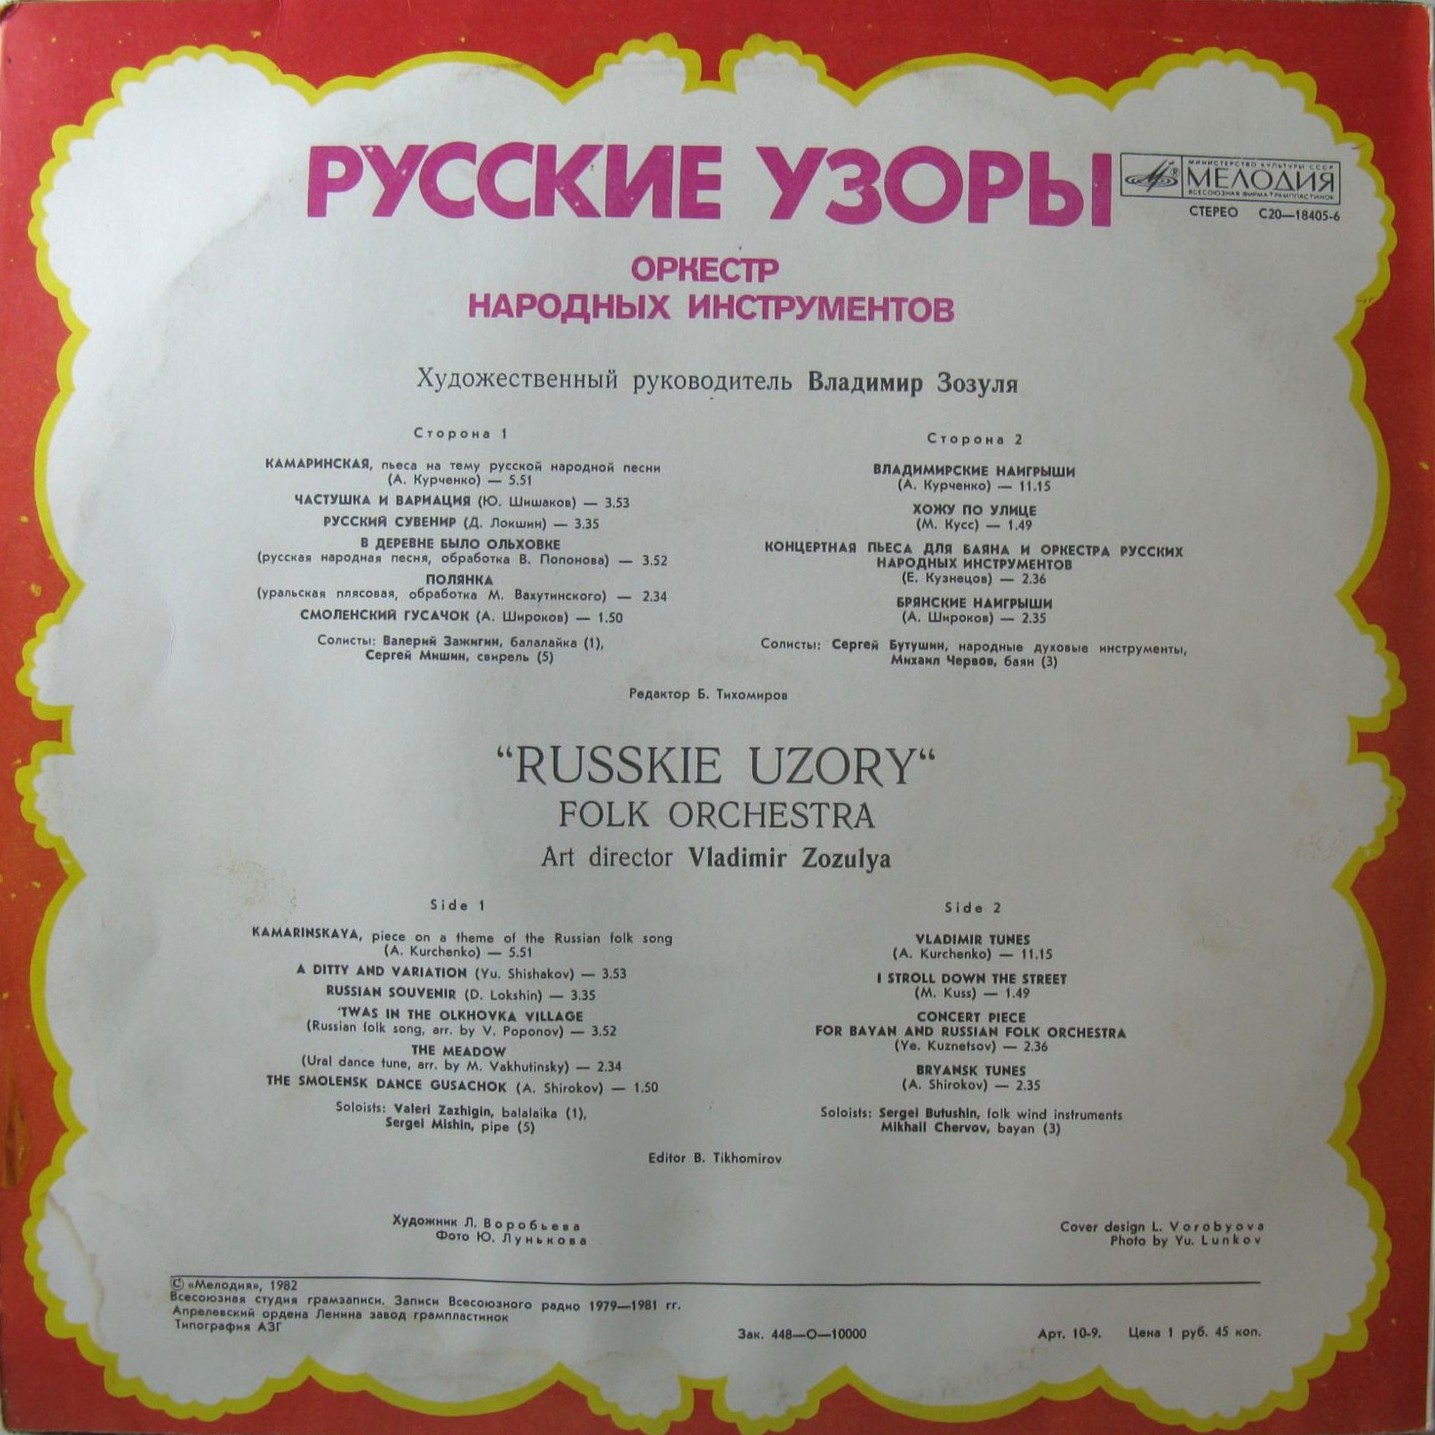 РУССКИЕ УЗОРЫ
МИНИСТЕРСТВО КУЛЬТУРЫ СССР
МЕЛОДИЯ
ВСЕСОЮЗНАЯ ФИРМА ГРАМПЛАСТИНОК
СТЕРЕО С20—18405-6
ОРКЕСТР
НАРОДНЫХ ИНСТРУМЕНТОВ
Художественный руководитель Владимир Зозуля
Сторона 1
КАМАРИНСКАЯ, пьеса на тему русской народной песни
(А. Курченко) — 5.51
ЧАСТУШКА И ВАРИАЦИЯ (Ю. Шишаков) — 3.53
РУССКИЙ СУВЕНИР (Д. Локшин) — 3.35
В ДЕРЕВНЕ БЫЛО ОЛЬХОВКЕ
(русская народная песня, обработка В. Попонова) — 3.52
ПОЛЯНКА
(уральская плясовая, обработка М. Вахутинского) — 2.34
СМОЛЕНСКИЙ ГУСАЧОК (А. Широков) — 1.50
Солисты: Валерий Зажигин, балалайка (1),
Сергей Мишин, свирель (5)
Сторона 2
ВЛАДИМИРСКИЕ НАИГРЫШИ
(А. Курченко) — 11.15
ХОЖУ ПО УЛИЦЕ
(М. Кусс) — 1.49
КОНЦЕРТНАЯ ПЬЕСА ДЛЯ БАЯНА И ОРКЕСТРА РУССКИХ
НАРОДНЫХ ИНСТРУМЕНТОВ
(Е. Кузнецов) — 2.36
БРЯНСКИЕ НАИГРЫШИ
(А. Широков) — 2.35
Солисты: Сергей Бутушин, народные духовые инструменты,
Михаил Червов, баян (3)
Редактор Б. Тихомиров
“RUSSKIE UZORY“
FOLK ORCHESTRA
Art director Vladimir Zozulya
Side 1
KAMARINSKAYA, piece on a theme of the Russian folk song
(A. Kurchenko) — 5.51
A DITTY AND VARIATION (Yu. Shishakov) — 3.53
RUSSIAN SOUVENIR (D. Lokshin) — 3.35
'TWAS IN THE OLKHOVKA VILLAGE
(Russian folk song, arr. by V. Poponov) — 3.52
THE MEADOW
(Ural dance tune, arr. by M. Vakhutinsky) — 2.34
THE SMOLENSK DANCE GUSACHOK (A. Shirokov) — 1.50
Soloists: Valeri Zazhigin, balalaika (1),
Sergei Mishin, pipe (5)
Side 2
VLADIMIR TUNES
(A. Kurchenko) — 11.15
I STROLL DOWN THE STREET
(M. Kuss) — 1.49
CONCERT PIECE
FOR BAYAN AND RUSSIAN FOLK ORCHESTRA
(Ye. Kuznetsov) — 2.36
BRYANSK TUNES
(A. Shirokov) — 2.35
Soloists: Sergei Butushin, folk wind instruments
Mikhail Chervov, bayan (3)
Editor B. Tikhomirov
Художник Л. Воробьева
Фото Ю. Лунькова
Cover design L. Vorobyova
Photo by Yu. Lunkov
© «Мелодия», 1982
Всесоюзная студия грамзаписи. Записи Всесоюзного радио 1979—1981 гг.
Апрелевский ордена Ленина завод грампластинок
Типография АЗГ
Зак. 448—О—10000
Арт. 10-9. Цена 1 руб. 45 коп.